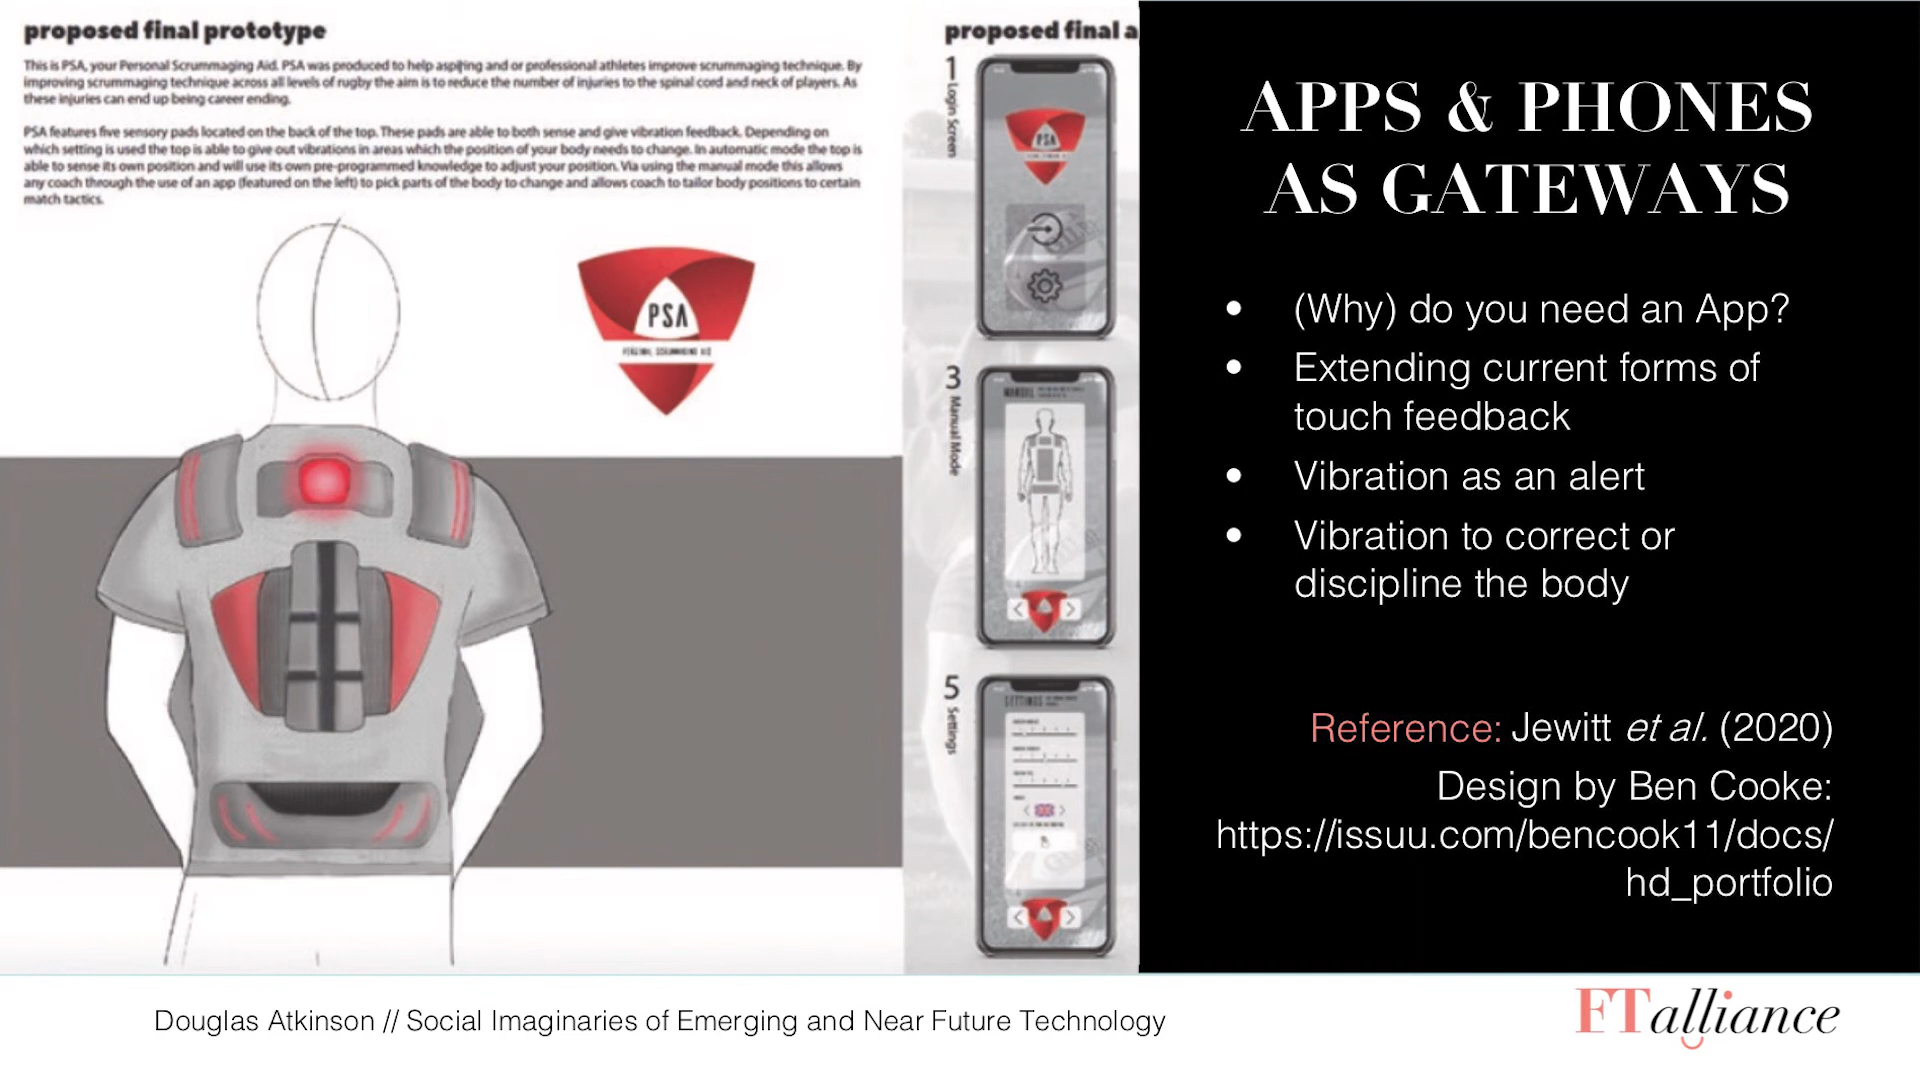 proposed final prototype
This is PSA, your Personal Scrummaging Aid. PSA was produced to help aspiring and or professional athletes improve scrummaging technique. By
improving scrummaging technique across all levels of rugby the aim is to reduce the number of injuries to the spinal cord and neck of players. As
these injuries can end up being career ending.
PSA features five sensory pads located on the back of the top. These pads are able to both sense and give vibration feedback. Depending on
which setting is used the top is able to give out vibrations in areas which the position of your body needs to change. In automatic mode the top is
able to sense its own position and will use its own pre-programmed knowledge to adjust your position. Via using the manual mode this allows
any coach through the use of an app (featured on the left) to pick parts of the body to change and allows coach to tailor body positions to certain
match tactics.
PSA
PERSONAL SCRUMMAGING AID
proposed final a
1 Login Screen
PSA
3 Manual Mode
MANUAL
5 Settings
SETTINGS
APPS & PHONES
AS GATEWAYS
• (Why) do you need an App?
• Extending current forms of
touch feedback
• Vibration as an alert
• Vibration to correct or
discipline the body
Reference: Jewitt et al. (2020)
Design by Ben Cooke:
https://issuu.com/bencook11/docs/
hd_portfolio
Douglas Atkinson // Social Imaginaries of Emerging and Near Future Technology
FTalliance